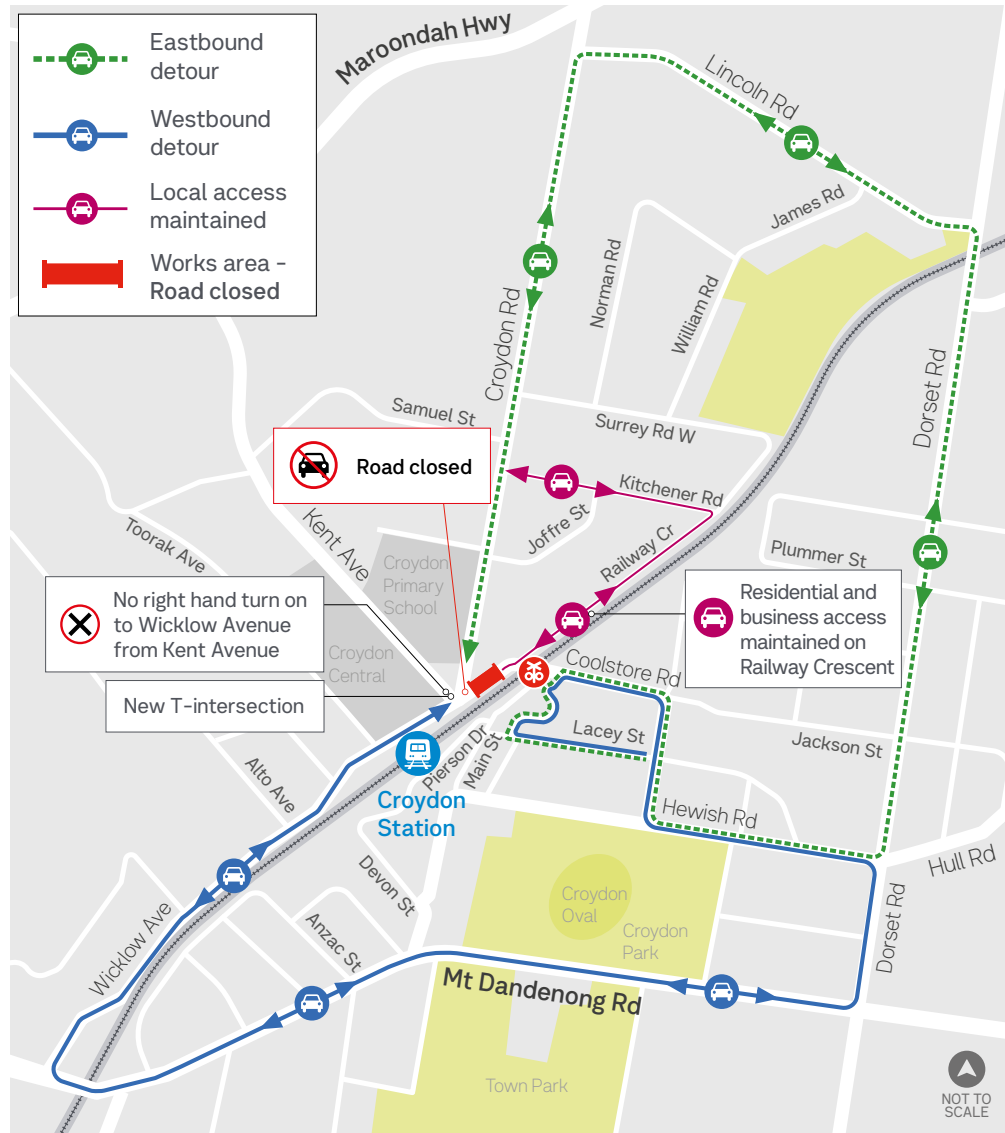 Eastbound
detour
Westbound
detour
Local access
maintained
Works area -
Road closed
Maroondah Hwy
Lincoln Rd
James Rd
Norman Rd
William Rd
Croydon Rd
Dorset Rd
Samuel St
Surrey Rd W
Road closed
Kitchener Rd
Joffre St
Railway Cr
Kent Ave
Toorak Ave
Plummer St
Croydon
Primary
School
No right hand turn on
to Wicklow Avenue
from Kent Avenue
Residential and
business access
maintained on
Railway Crescent
Croydon
Central
New T-intersection
Coolstore Rd
Lacey St
Jackson St
Pierson Dr
Main St
Alto Ave
Croydon
Station
Hewish Rd
Hull Rd
Devon St
Croydon
Oval
Croydon
Park
Anzac St
Wicklow Ave
Dorset Rd
Mt Dandenong Rd
Town Park
NOT TO
SCALE